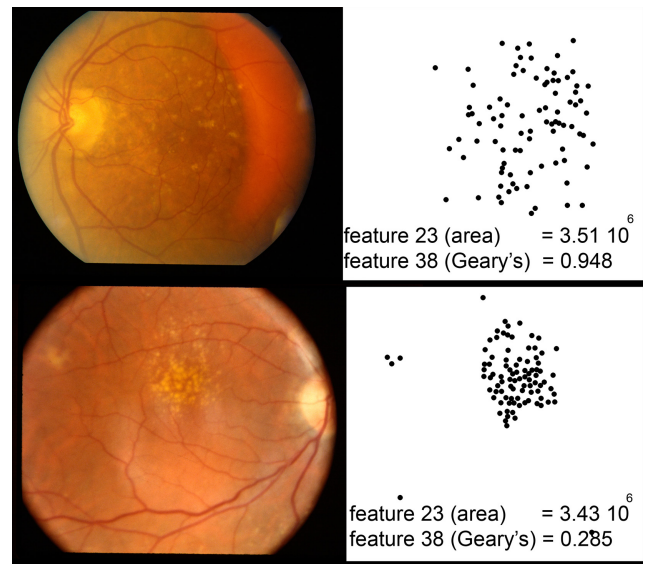 feature 23 (area) = 3.51 10 6
feature 38 (Geary's) = 0.948
feature 23 (area) = 3.43 10 6
feature 38 (Geary's) = 0.285